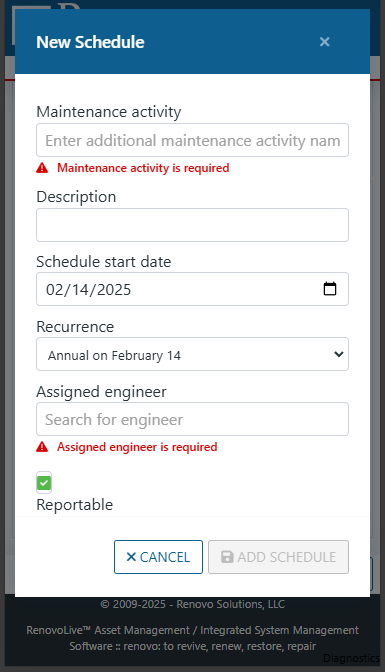 New Schedule ×
Maintenance activity
Enter additional maintenance activity nam
Maintenance activity is required
Description
Schedule start date
02/14/2025
Recurrence
Annual on February 14
Assigned engineer
Search for engineer
Assigned engineer is required
Reportable
CANCEL ADD SCHEDULE
© 2009-2025 - Renovo Solutions, LLC
RenovoLive™ Asset Management / Integrated System Management
Software :: renovo: to revive, renew, restore, repair
Diagnostics